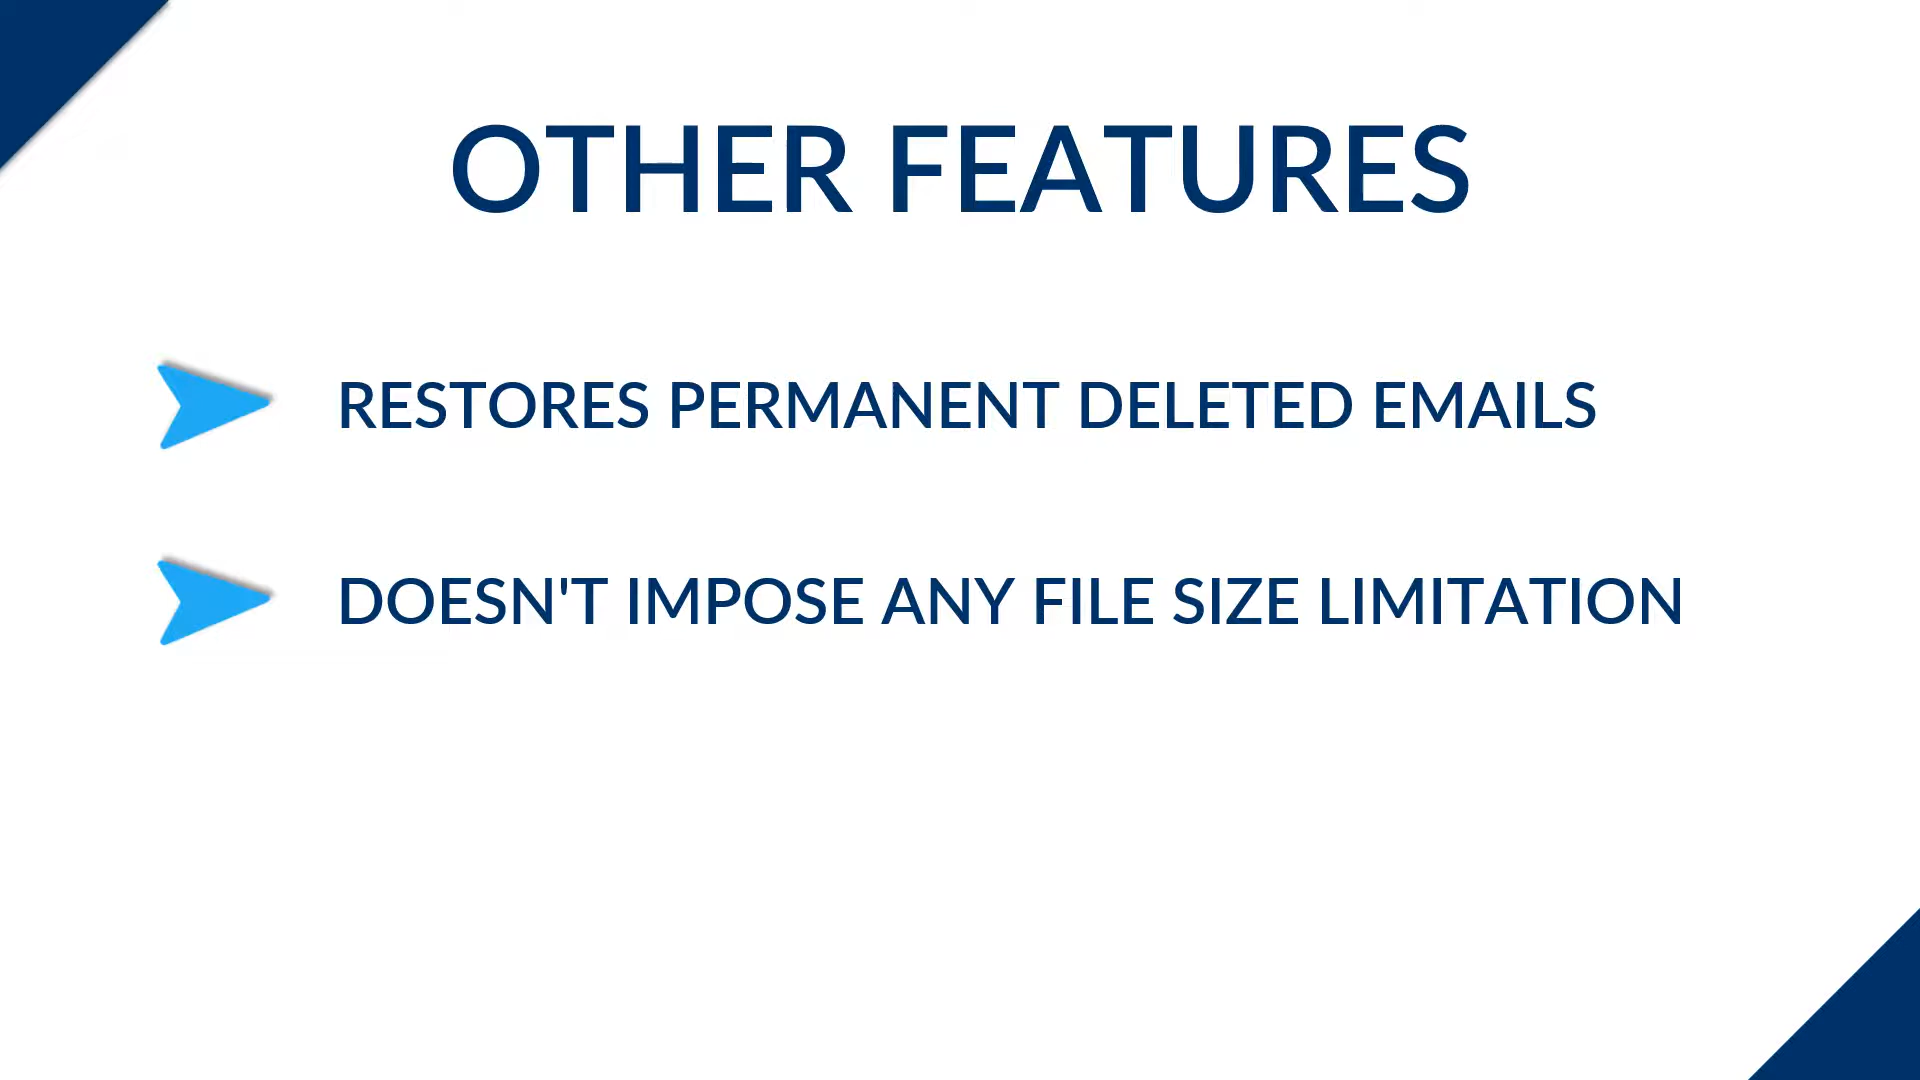 OTHER FEATURES
RESTORES PERMANENT DELETED EMAILS
DOESN'T IMPOSE ANY FILE SIZE LIMITATION